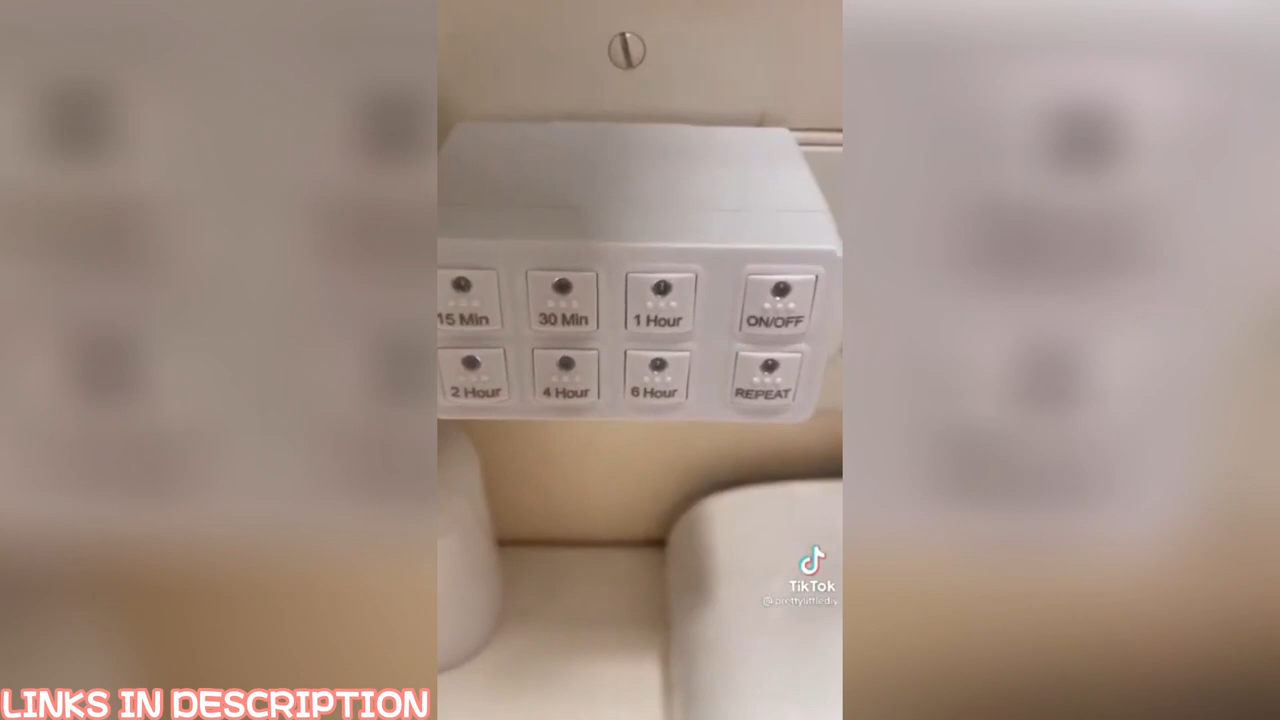 15 Min 30 Min 1 Hour ON/OFF
2 Hour 4 Hour 6 Hour REPEAT
TikTok
@prettylittlediy
LINKS IN DESCRIPTION